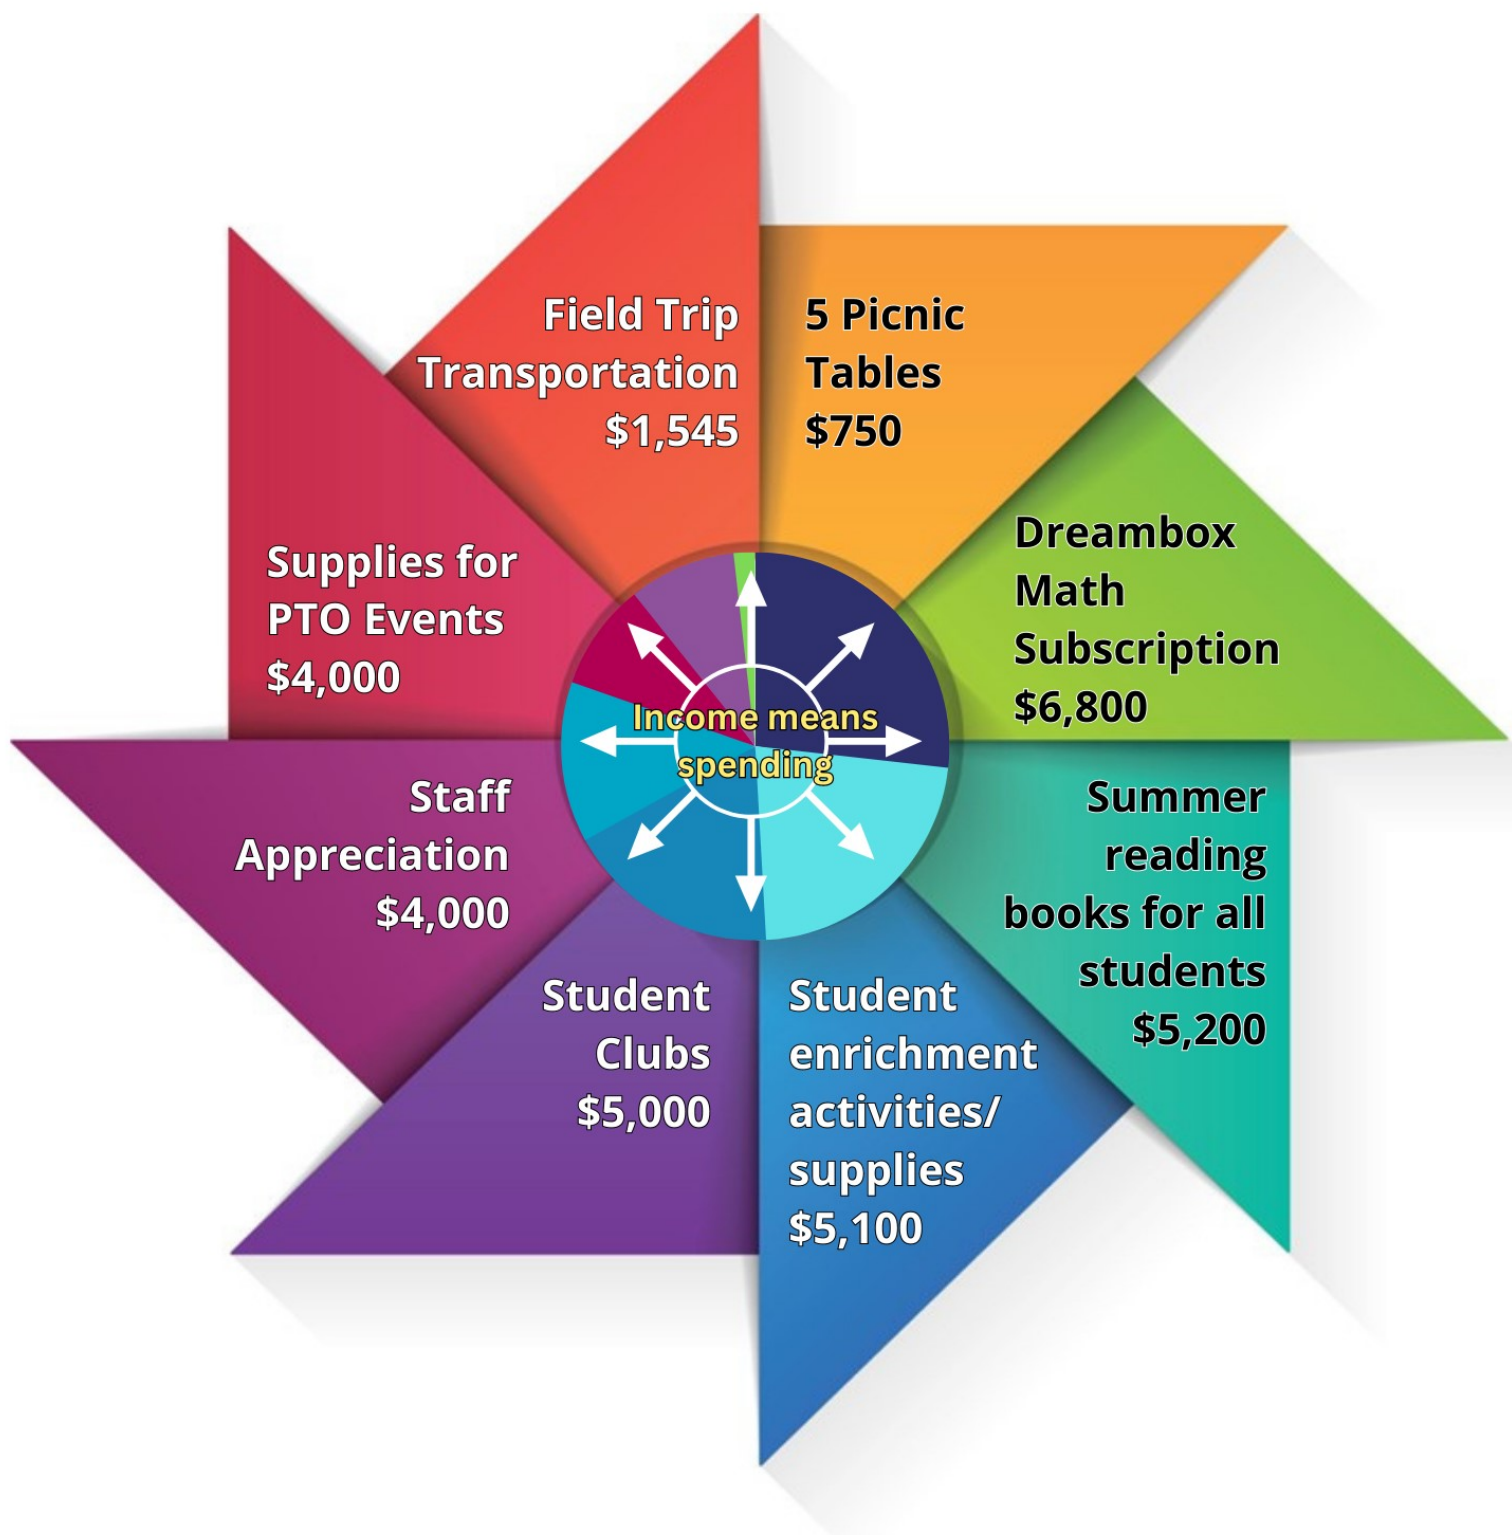 Field Trip
Transportation
$1,545
5 Picnic
Tables
$750
Dreambox
Math
Subscription
$6,800
Summer
reading
books for all
students
$5,200
Student
enrichment
activities/
supplies
$5,100
Student
Clubs
$5,000
Staff
Appreciation
$4,000
Supplies for
PTO Events
$4,000
Income means
spending